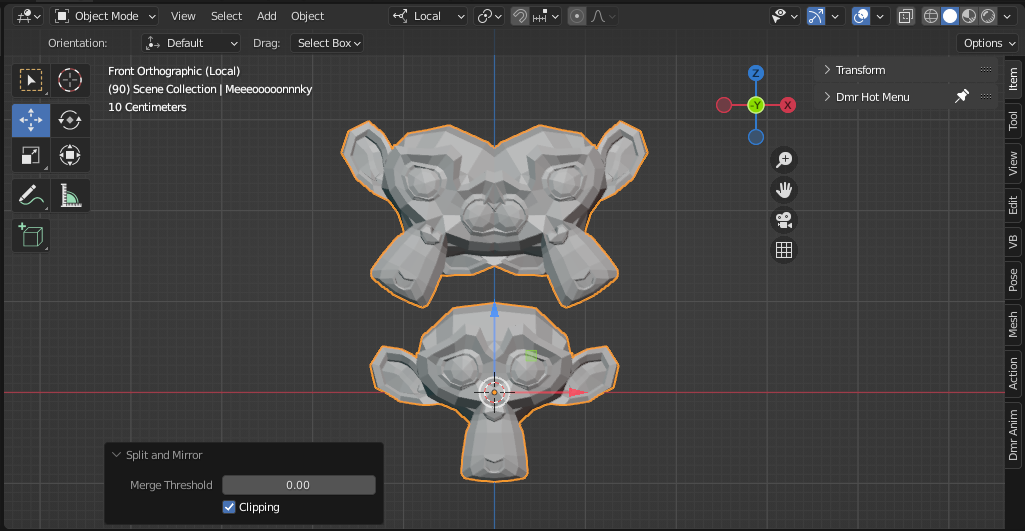 Object Mode View Select Add Object Local
Orientation: Default Drag: Select Box Options
Front Orthographic (Local)
(90) Scene Collection | Meeeoooonnnky
10 Centimeters
Z
-Y X
Transform
Dmr Hot Menu
Item
Tool
View
Edit
VB
Pose
Mesh
Action
Dmr Anim
Split and Mirror
Merge Threshold 0.00
Clipping